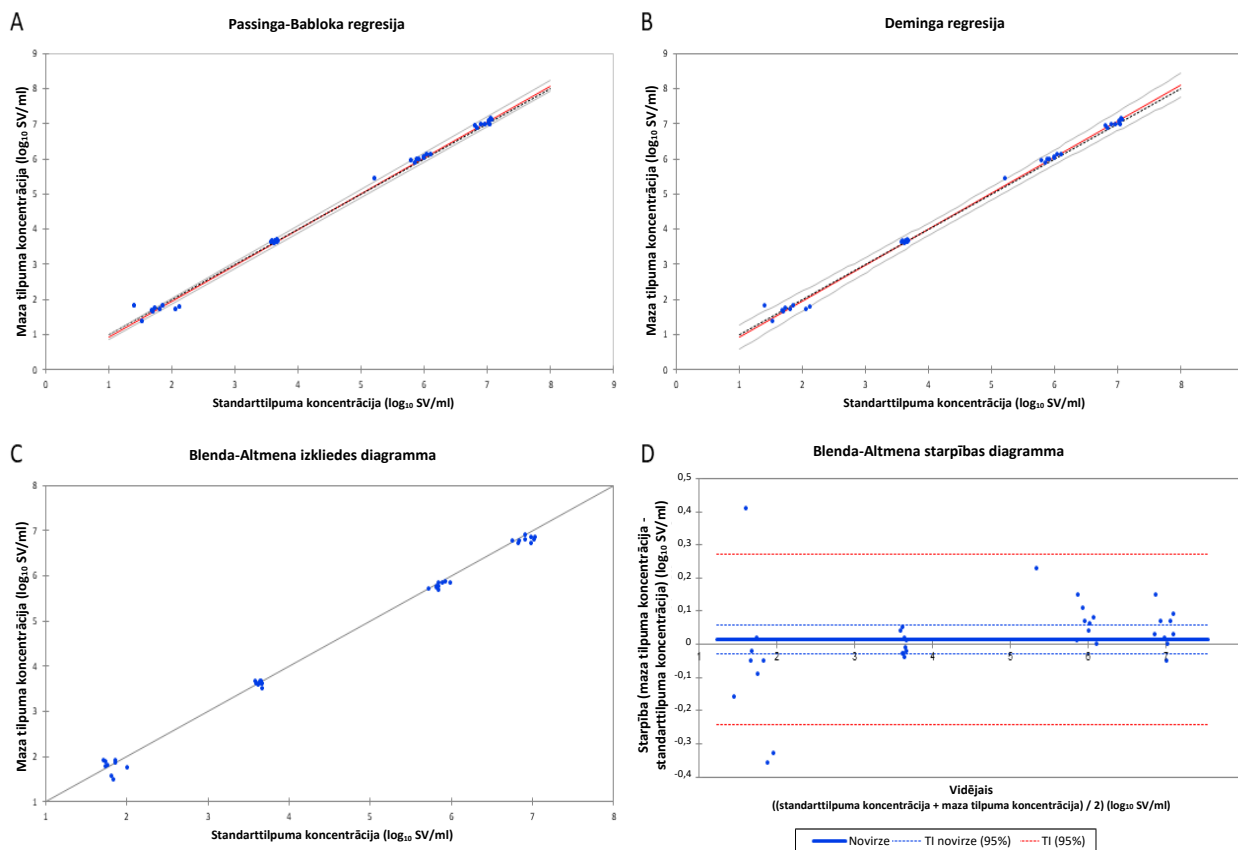 A
Passinga-Babloka regresija
Maza tilpuma koncentrācija (log₁₀ SV/ml)
9
8
7
6
5
4
3
2
1
0
0 1 2 3 4 5 6 7 8 9
Standarttilpuma koncentrācija (log₁₀ SV/ml)
B
Deminga regresija
Maza tilpuma koncentrācija (log₁₀ SV/ml)
9
8
7
6
5
4
3
2
1
0
0 1 2 3 4 5 6 7 8 9
Standarttilpuma koncentrācija (log₁₀ SV/ml)
C
Blenda-Altmena izkliedes diagramma
Maza tilpuma koncentrācija (log₁₀ SV/ml)
8
7
6
5
4
3
2
1
1 2 3 4 5 6 7 8
Standarttilpuma koncentrācija (log₁₀ SV/ml)
D
Blenda-Altmena starpības diagramma
Starpība (maza tilpuma koncentrācija -
standarttilpuma koncentrācija) (log₁₀ SV/ml)
0,5
0,4
0,3
0,2
0,1
0
-0,1
-0,2
-0,3
-0,4
1 2 3 4 5 6 7
Vidējais
((standarttilpuma koncentrācija + maza tilpuma koncentrācija) / 2) (log₁₀ SV/ml)
Novirze TI novirze (95%) TI (95%)